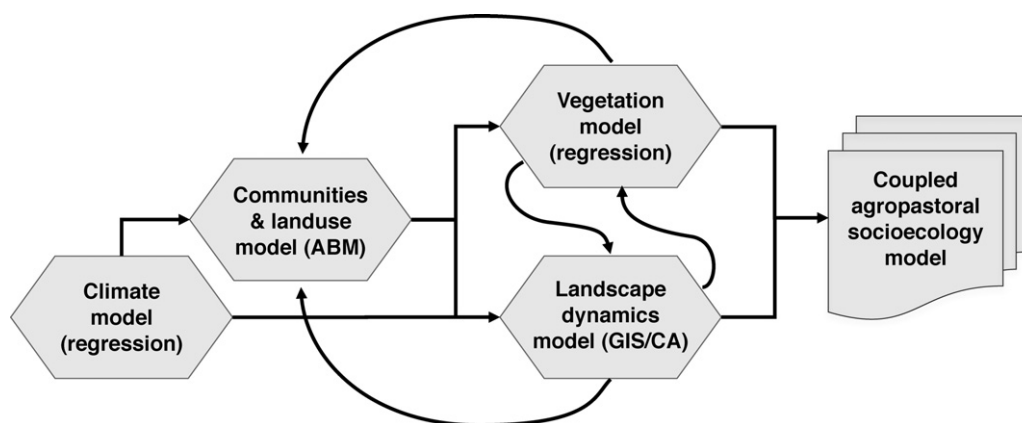 Vegetation
model
(regression)
Communities
& landuse
model (ABM)
Coupled
agropastoral
socioecology
model
Climate
model
(regression)
Landscape
dynamics
model (GIS/CA)